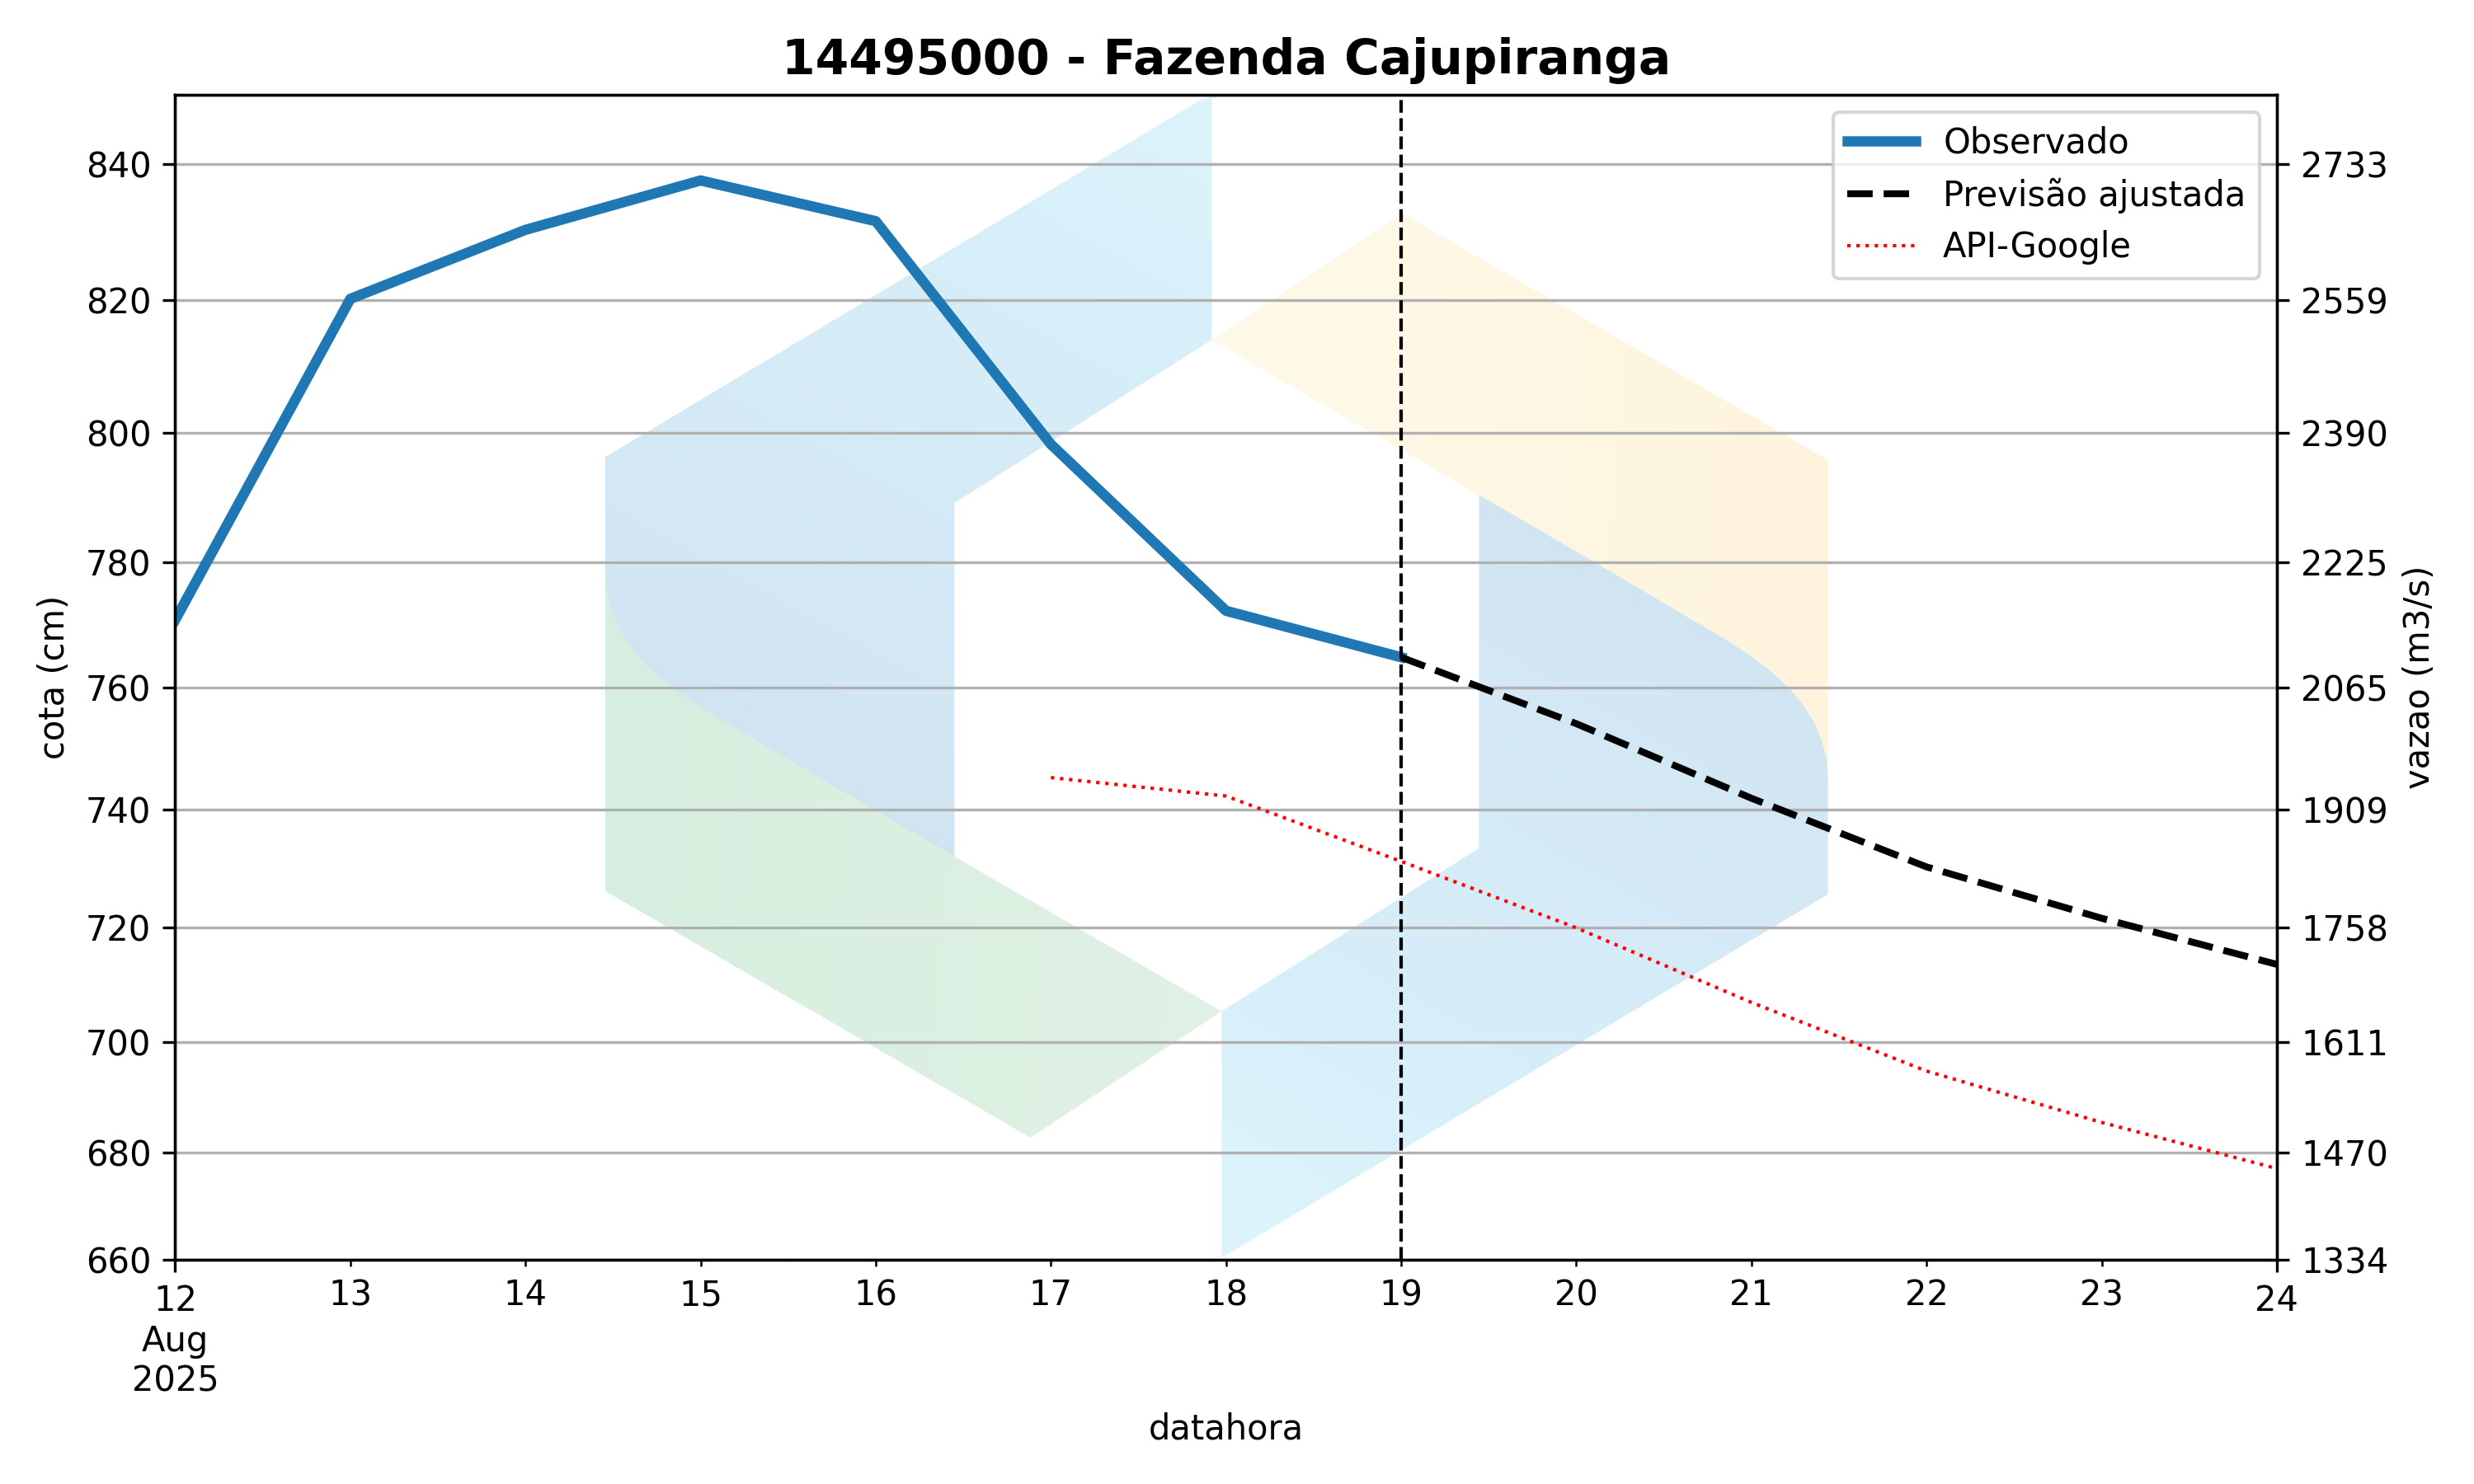 14495000 - Fazenda Cajupiranga
Observado
Previsão ajustada
API-Google
840
820
800
780
760
740
720
700
680
660
cota (cm)
2733
2559
2390
2225
2065
1909
1758
1611
1470
1334
vazao (m3/s)
12 13 14 15 16 17 18 19 20 21 22 23 24
Aug
2025
datahora